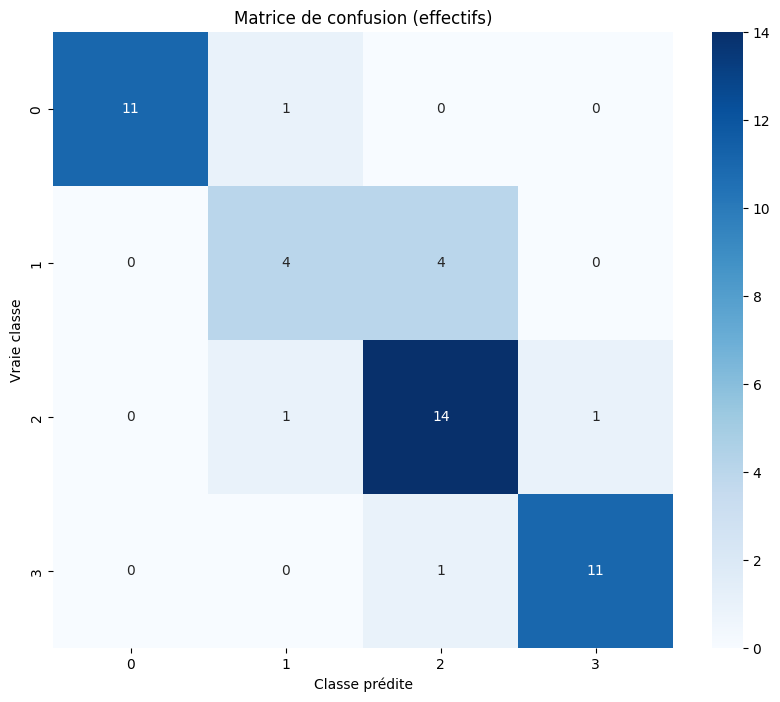 Matrice de confusion (effectifs)
14
0 11 1 0 0
12
10
1 0 4 4 0
8
Vraie classe
6
2 0 1 14 1
4
3 0 0 1 11
2
0
0 1 2 3
Classe prédite